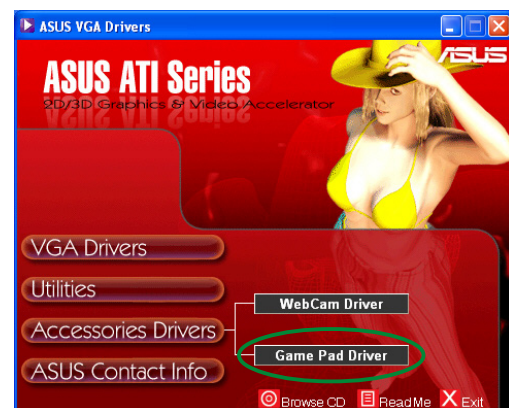 ASUS VGA Drivers
ASUS
ASUS ATI Series
2D/3D Graphics & Video Accelerator
VGA Drivers
Utilities
WebCam Driver
Accessories Drivers
Game Pad Driver
ASUS Contact Info
Browse CD ReadMe Exit